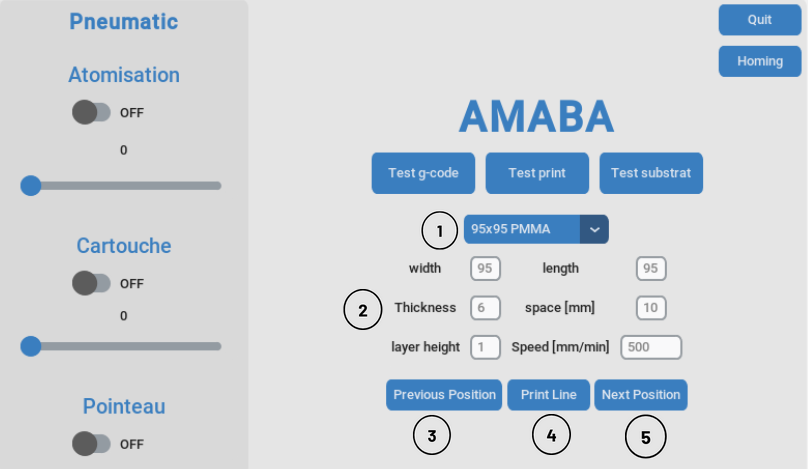 Pneumatic
Atomisation
OFF
0
Cartouche
OFF
0
Pointeau
OFF
Quit
Homing
AMABA
Test g-code Test print Test substrat
1 95x95 PMMA
width 95 length 95
2 Thickness 6 space [mm] 10
layer height 1 Speed [mm/min] 500
Previous Position Print Line Next Position
3 4 5